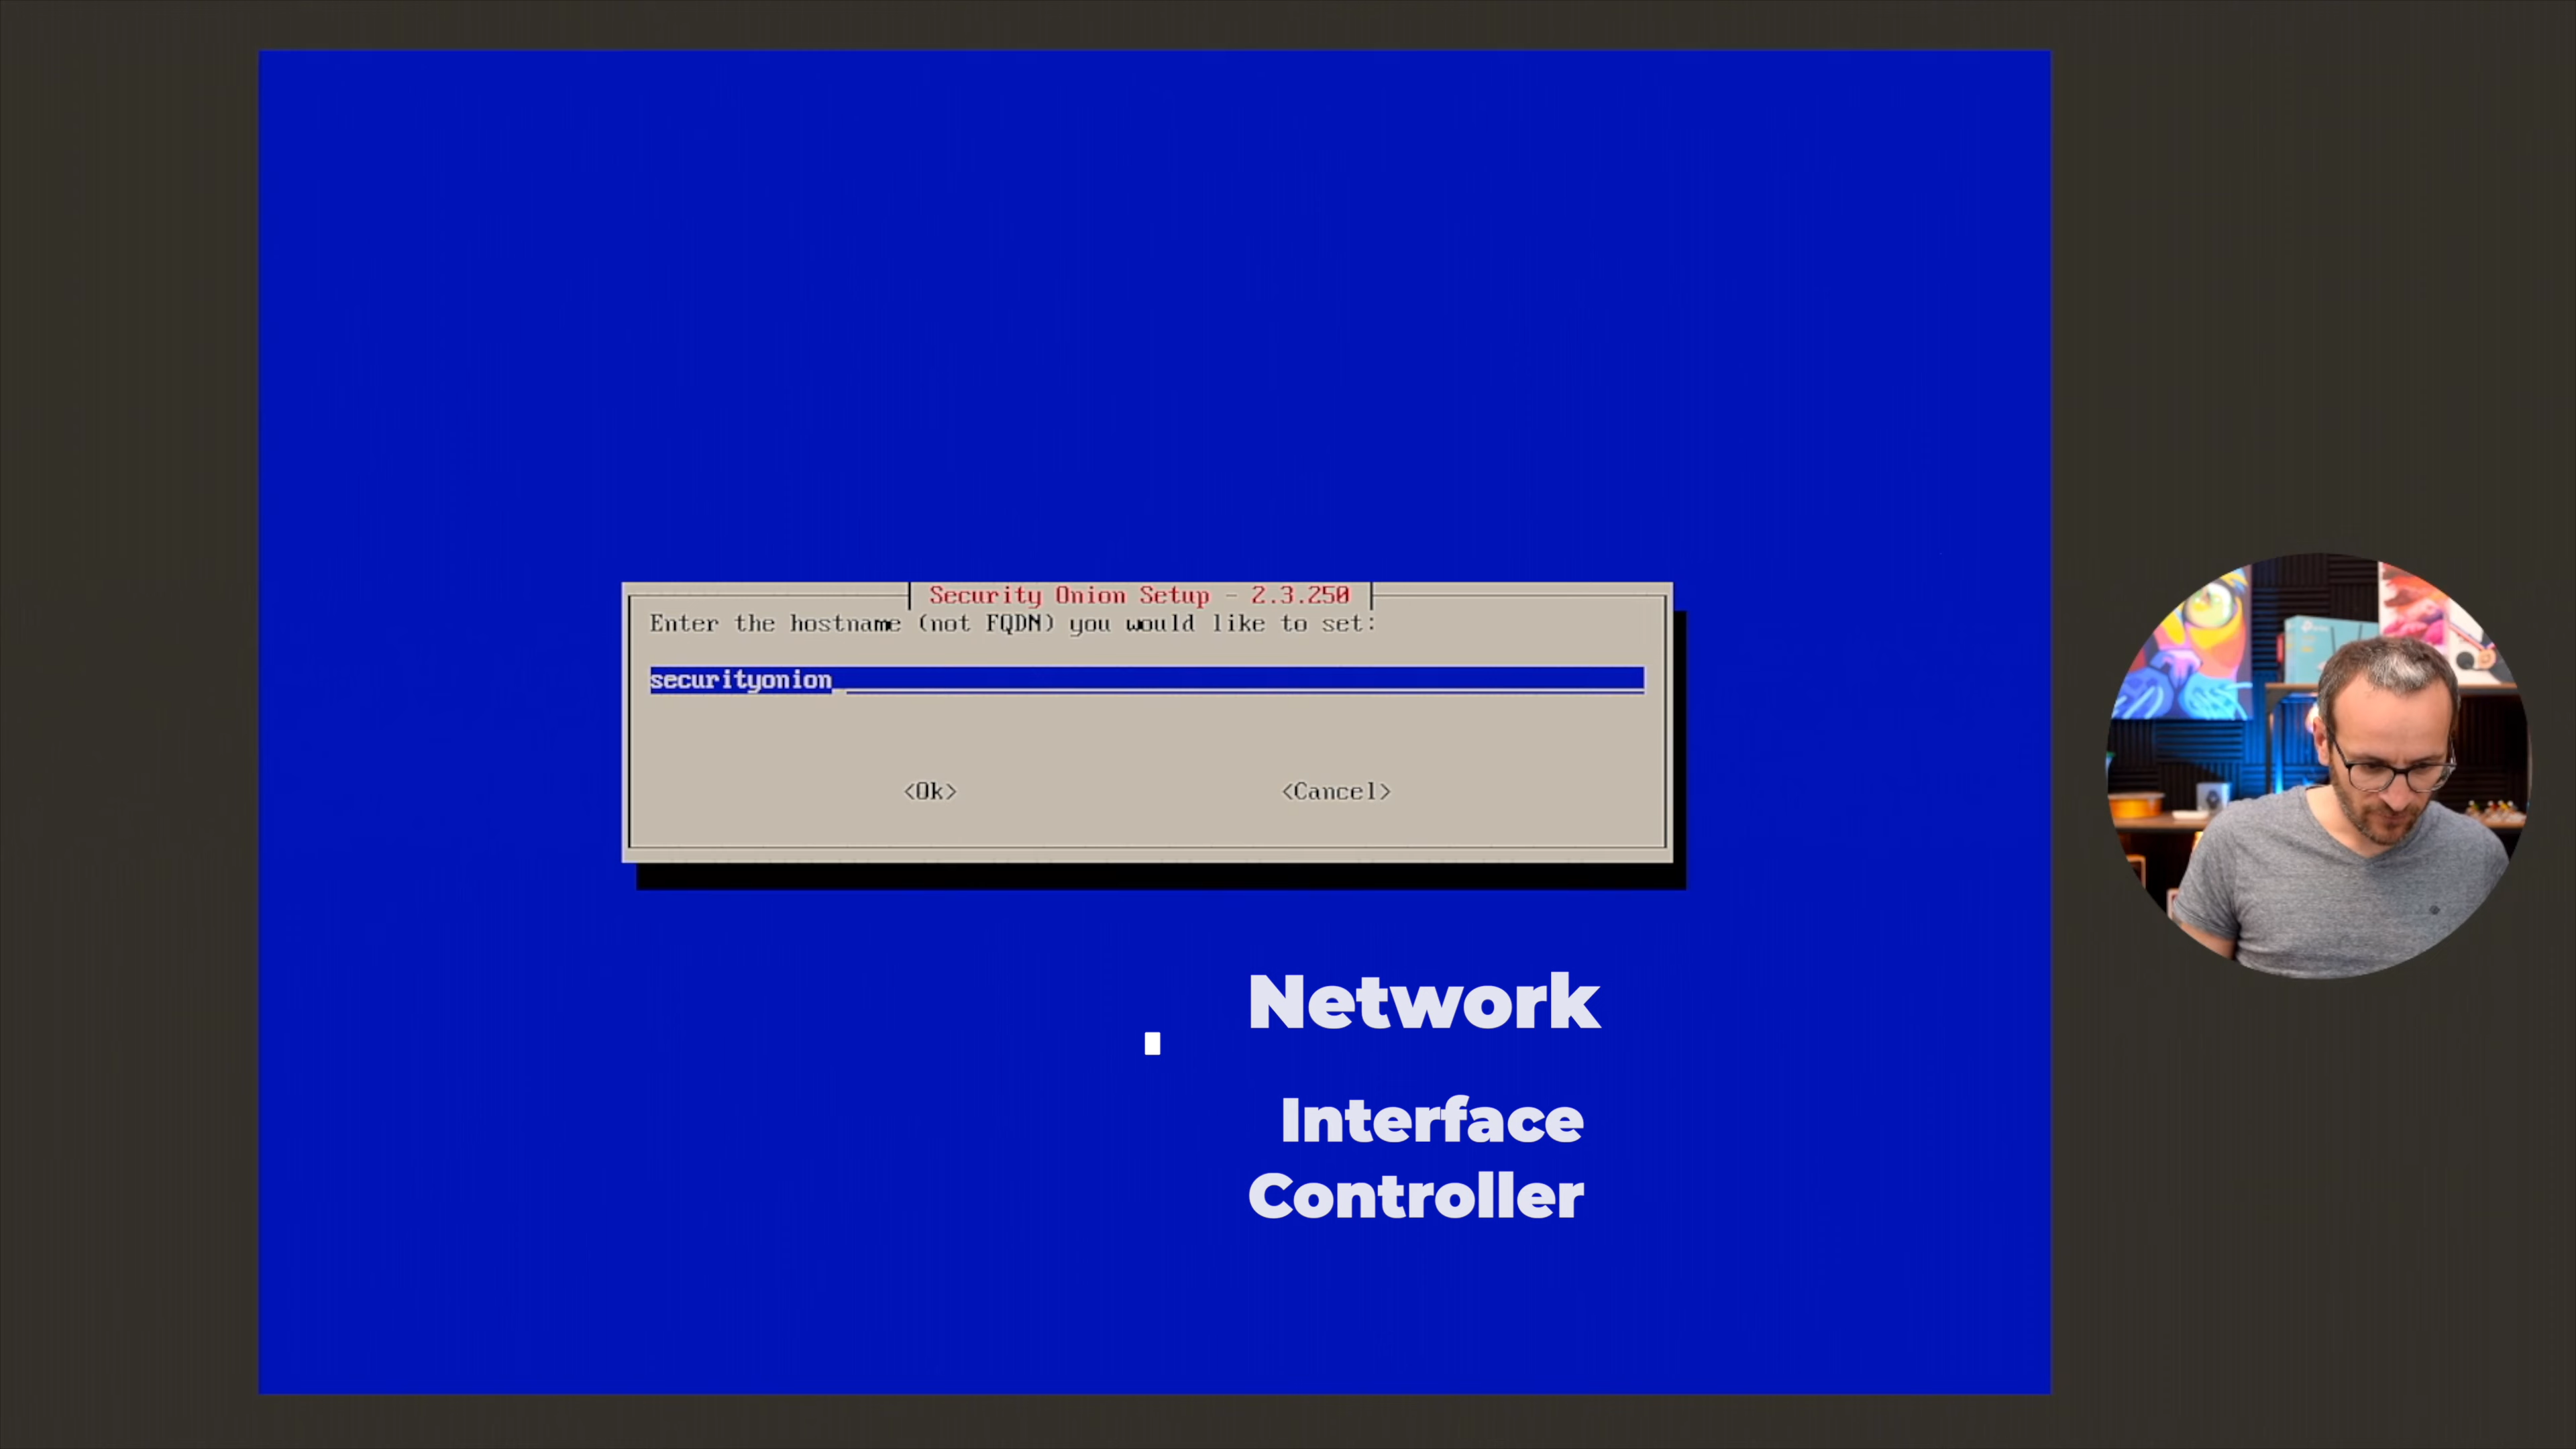 Security Onion Setup - 2.3.250
Enter the hostname (not FQDN) you would like to set:
securityonion
<Ok> <Cancel>
Network
Interface
Controller